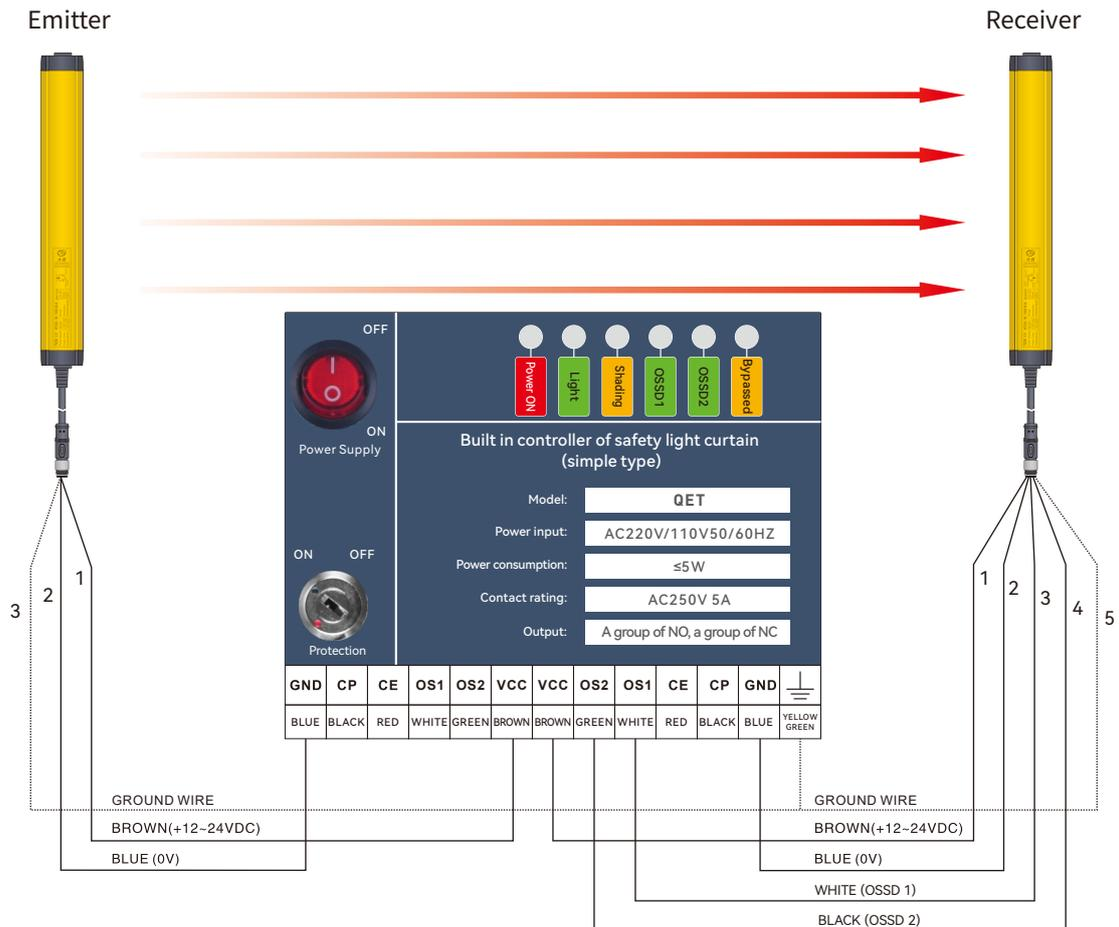 Emitter
Receiver
OFF
ON
Power Supply
Power ON
Light
Shading
OSSD1
OSSD2
Bypassed
Built in controller of safety light curtain
(simple type)
Model: QET
Power input: AC220V/110V50/60HZ
Power consumption: ≤5W
Contact rating: AC250V 5A
Output: A group of NO, a group of NC
ON OFF
Protection
GND CP CE OS1 OS2 VCC VCC OS2 OS1 CE CP GND
BLUE BLACK RED WHITE GREEN BROWN BROWN GREEN WHITE RED BLACK BLUE YELLOW GREEN
3 2 1
1 2 3 4 5
GROUND WIRE
BROWN(+12~24VDC)
BLUE (0V)
GROUND WIRE
BROWN(+12~24VDC)
BLUE (0V)
WHITE (OSSD 1)
BLACK (OSSD 2)